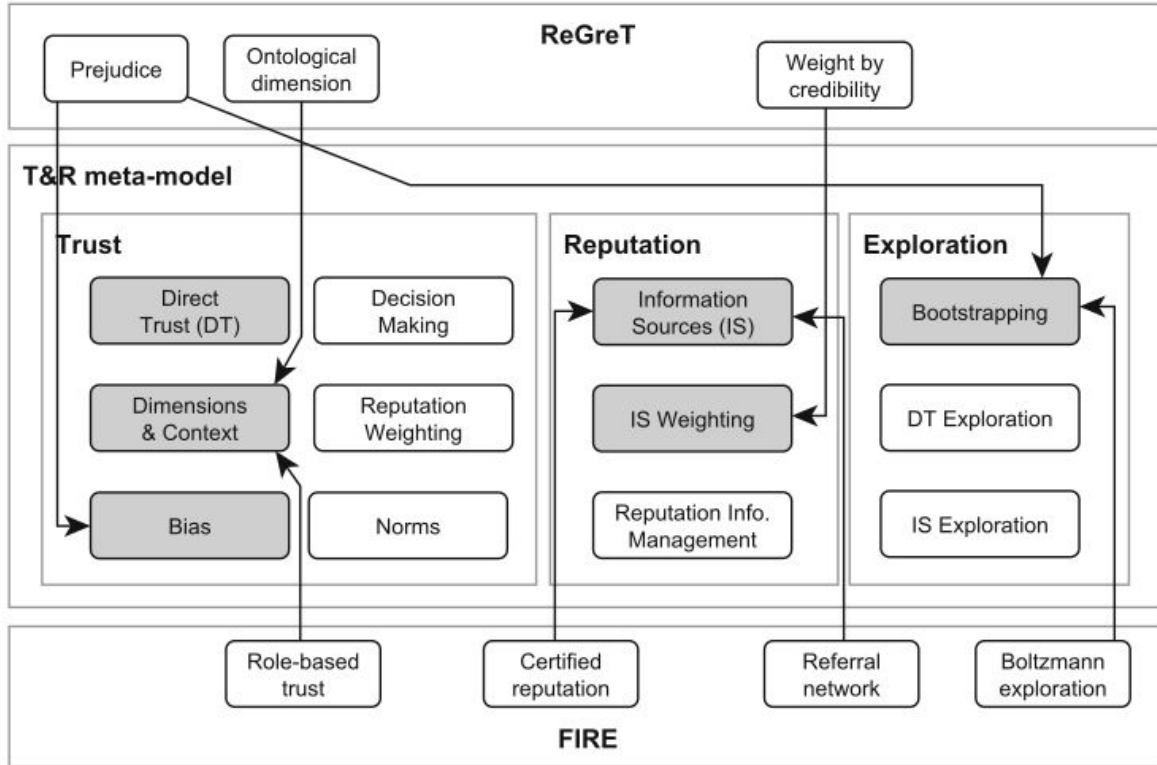 ReGreT
Prejudice
Ontological
dimension
Weight by
credibility
T&R meta-model
Trust
Direct
Trust (DT)
Decision
Making
Dimensions
& Context
Reputation
Weighting
Bias
Norms
Reputation
Information
Sources (IS)
IS Weighting
Reputation Info.
Management
Exploration
Bootstrapping
DT Exploration
IS Exploration
Role-based
trust
Certified
reputation
Referral
network
Boltzmann
exploration
FIRE